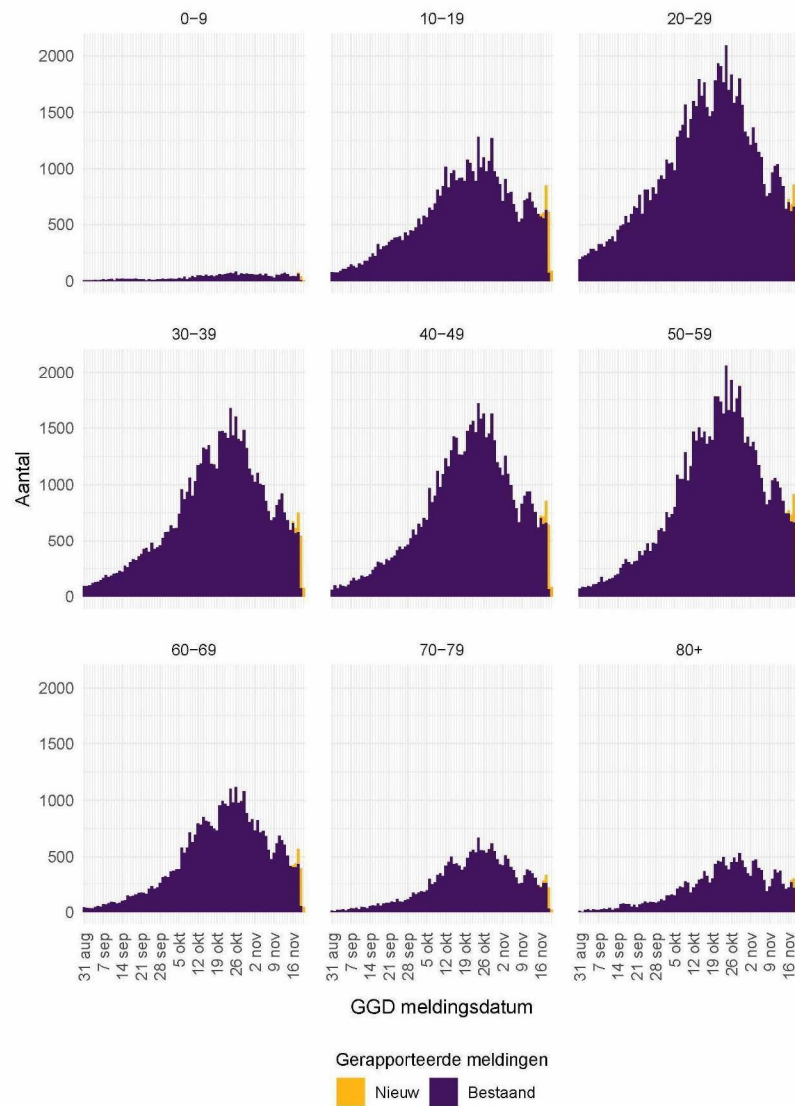 0−9
10−19
20−29
2000
1500
1000
500
0
30−39
40−49
50−59
2000
1500
1000
500
0
Aantal
60−69
70−79
80+
2000
1500
1000
500
0
31 aug
7 sep
14 sep
21 sep
28 sep
5 okt
12 okt
19 okt
26 okt
2 nov
9 nov
16 nov
31 aug
7 sep
14 sep
21 sep
28 sep
5 okt
12 okt
19 okt
26 okt
2 nov
9 nov
16 nov
31 aug
7 sep
14 sep
21 sep
28 sep
5 okt
12 okt
19 okt
26 okt
2 nov
9 nov
16 nov
GGD meldingsdatum
Gerapporteerde meldingen
Nieuw
Bestaand